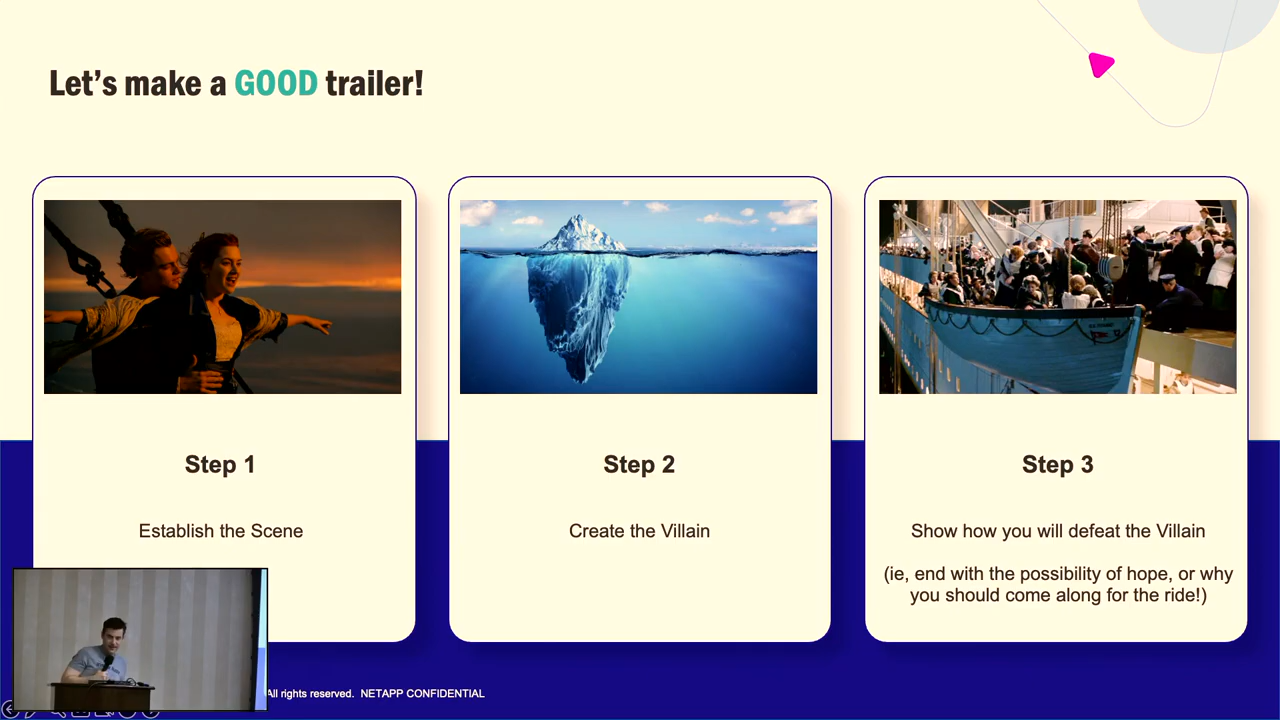 Let's make a GOOD trailer!
Step 1
Establish the Scene
Step 2
Create the Villain
Step 3
Show how you will defeat the Villain
(ie, end with the possibility of hope, or why
you should come along for the ride!)
All rights reserved. NETAPP CONFIDENTIAL